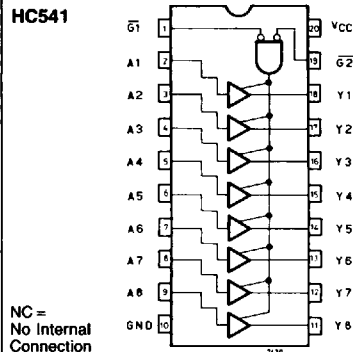 HC541
G1 1 20 VCC
A1 2 19 G2
A2 3 18 Y1
A3 4 17 Y2
A4 5 16 Y3
A5 6 15 Y4
A6 7 14 Y5
A7 8 13 Y6
A8 9 12 Y7
GND 10 11 Y8
NC =
No Internal
Connection